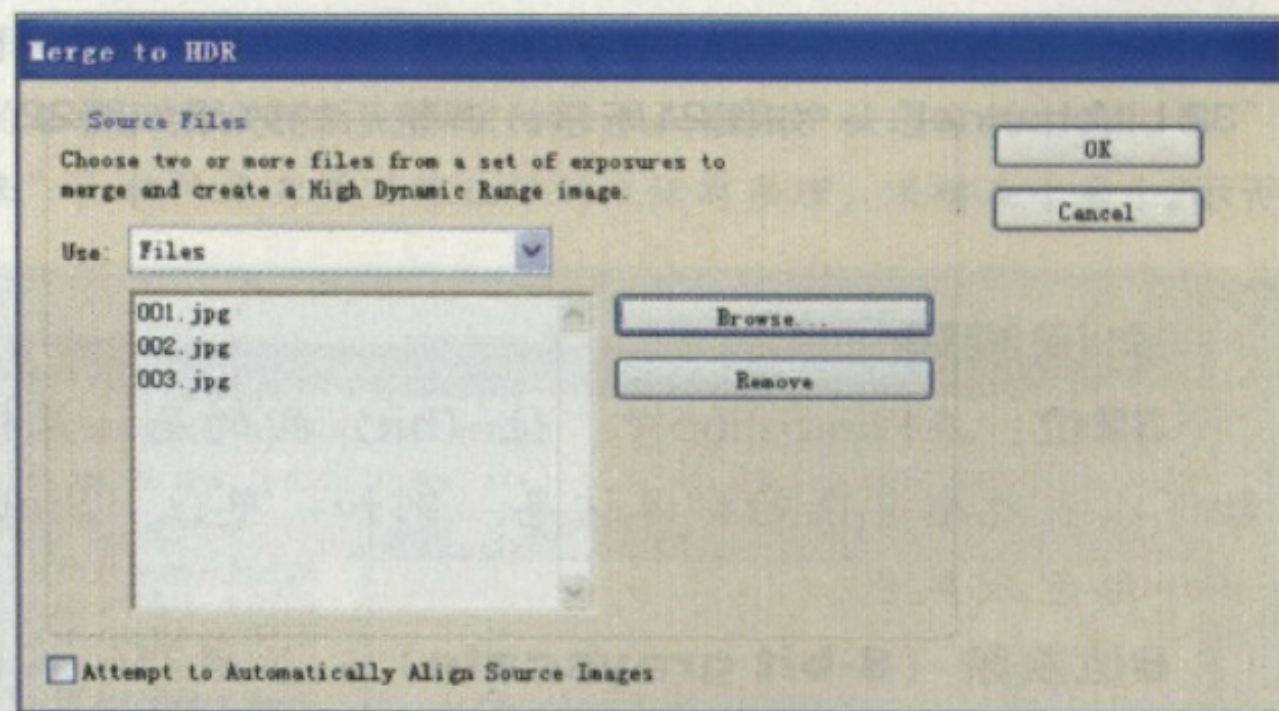 Merge to HDR
Source Files
Choose two or more files from a set of exposures to
merge and create a High Dynamic Range image.
OK
Cancel
Use: Files
001.jpg
002.jpg
003.jpg
Browse...
Remove
Attempt to Automatically Align Source Images